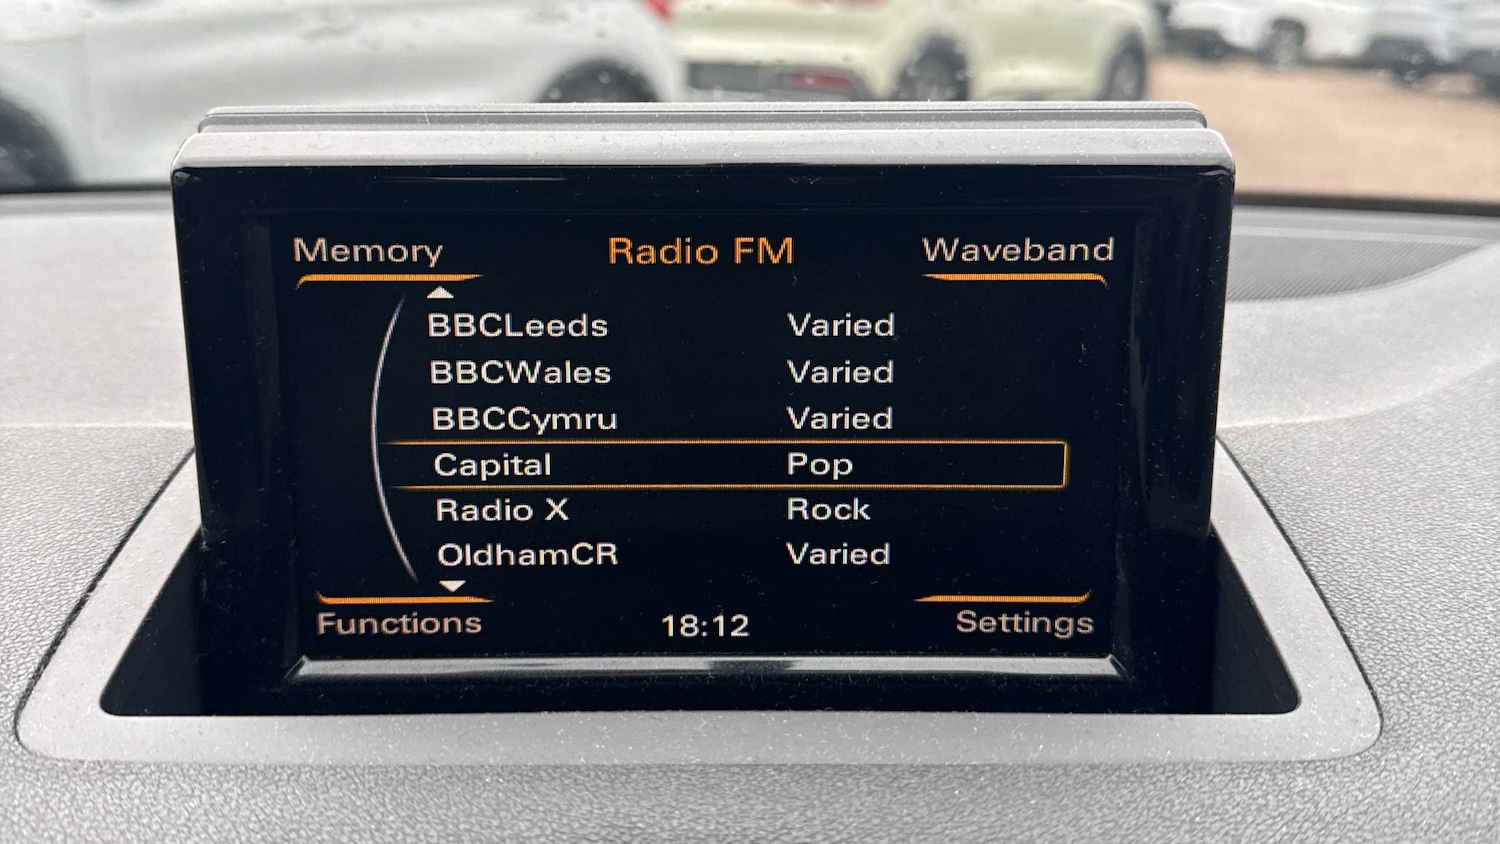 Memory Radio FM Waveband
BBCLeeds Varied
BBCWales Varied
BBCCymru Varied
Capital Pop
Radio X Rock
OldhamCR Varied
Functions 18:12 Settings